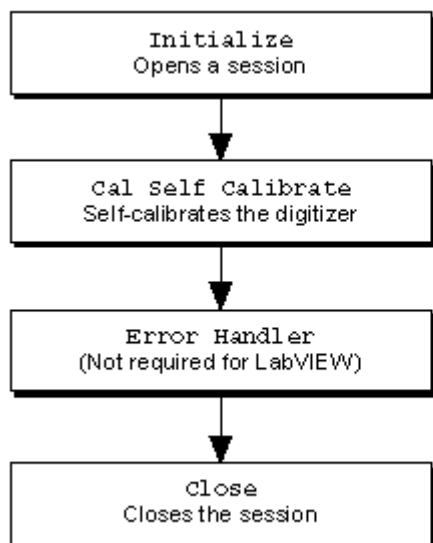 Initialize
Opens a session
Cal Self Calibrate
Self-calibrates the digitizer
Error Handler
(Not required for LabVIEW)
Close
Closes the session